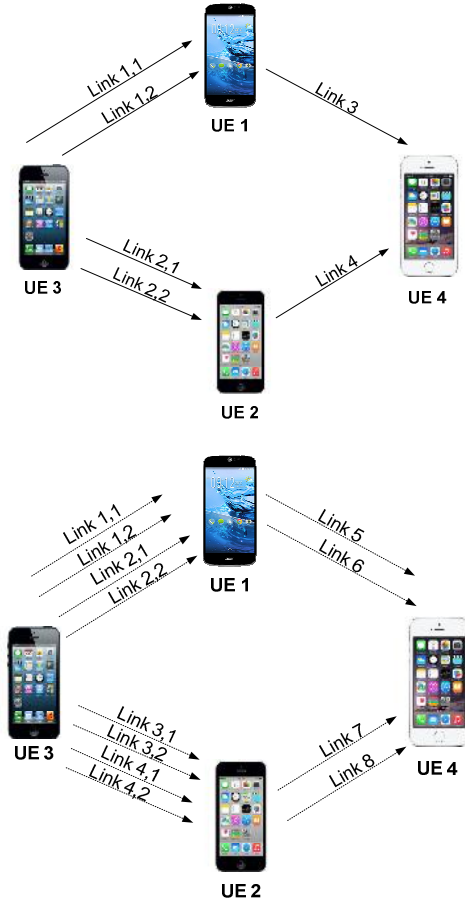 Link 1,1
Link 1,2
UE 1
Link 3
UE 3
Link 2,1
Link 2,2
Link 4
UE 4
UE 2
Link 1,1
Link 1,2
Link 2,1
Link 2,2
UE 1
Link 5
Link 6
UE 3
Link 3,1
Link 3,2
Link 4,1
Link 4,2
Link 7
Link 8
UE 4
UE 2